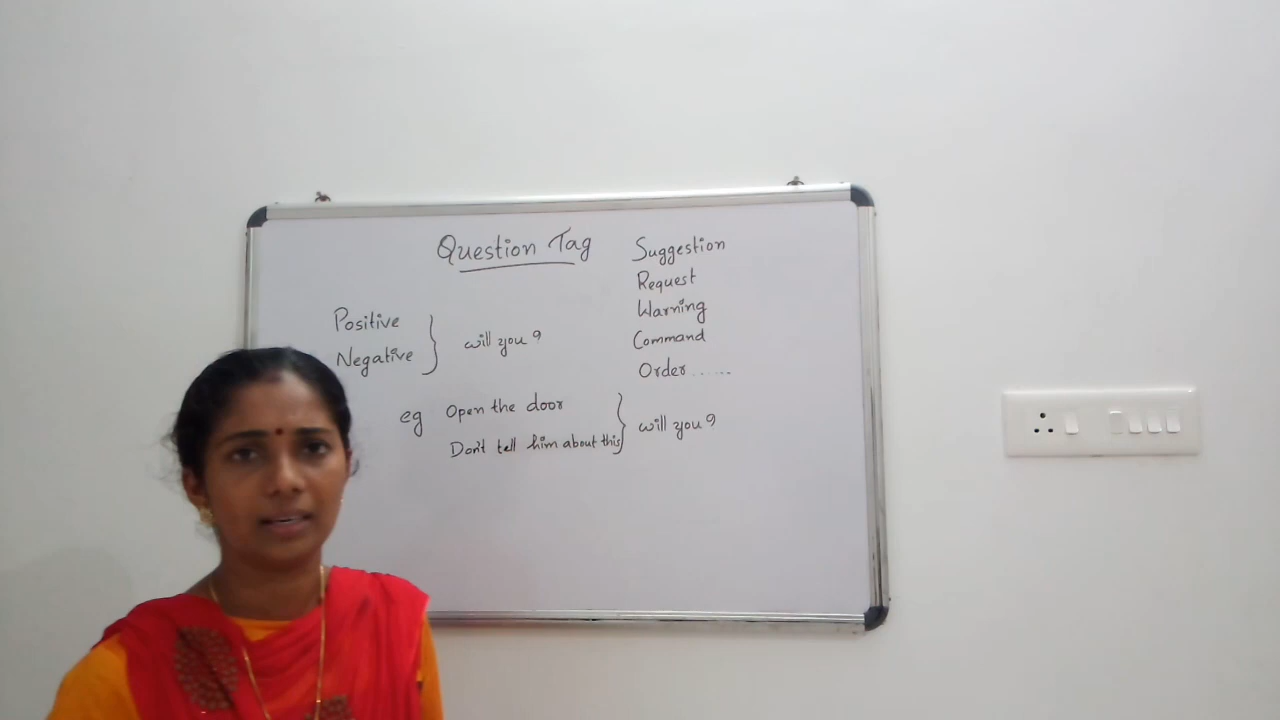 Question Tag
Suggestion
Request
Warning
Command
Order......
Positive
Negative
will you?
eg Open the door
Don't tell him about this
will you?